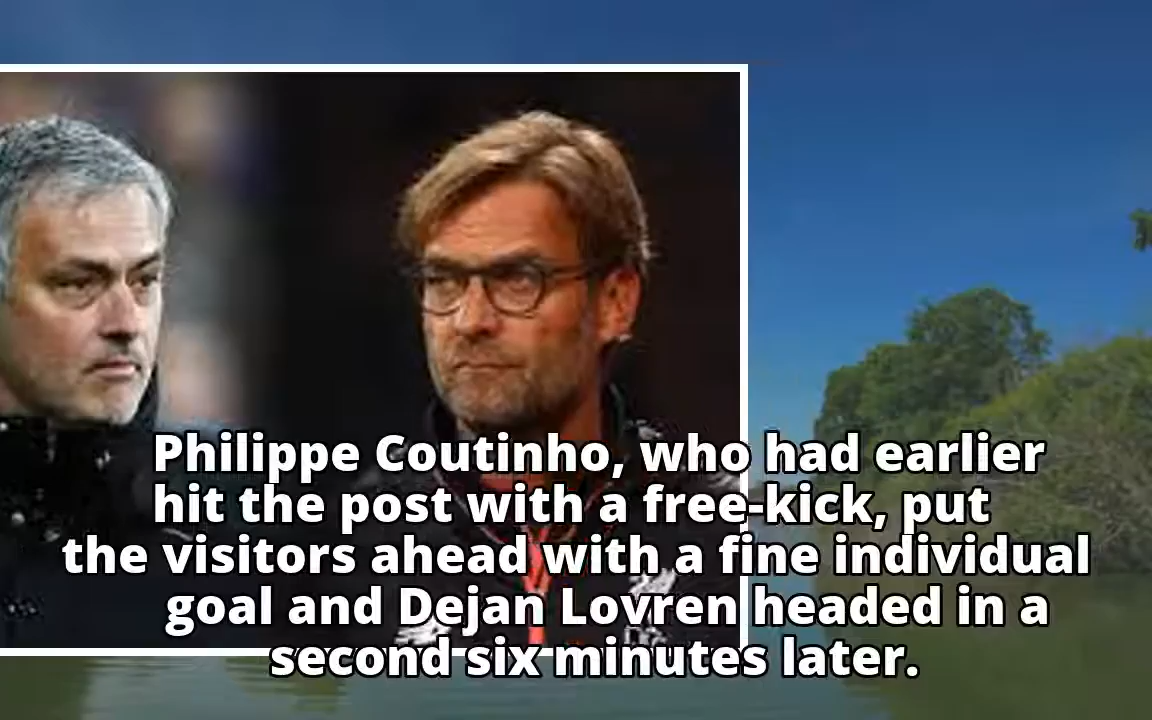 Philippe Coutinho, who had earlier
hit the post with a free-kick, put
the visitors ahead with a fine individual
goal and Dejan Lovren headed in a
second six minutes later.